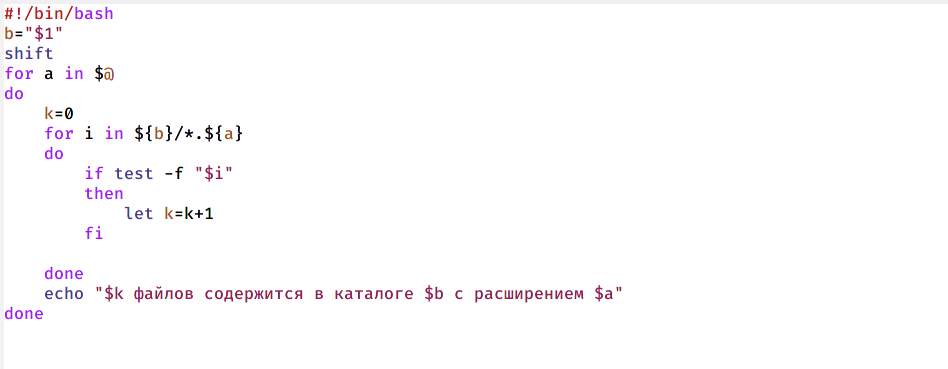 #!/bin/bash
b="$1"
shift
for a in $@
do
    k=0
    for i in ${b}/*.${a}
    do
        if test -f "$i"
        then
            let k=k+1
        fi

    done
    echo "$k файлов содержится в каталоге $b с расширением $a"
done